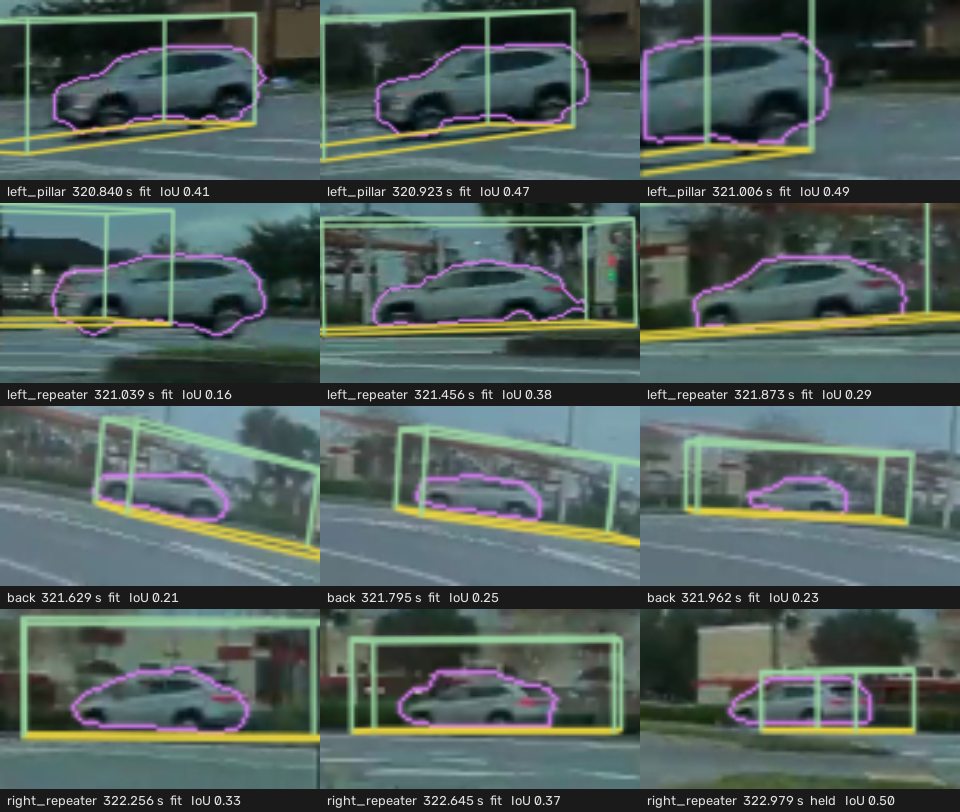 left_pillar 320.840 s fit IoU 0.41
left_pillar 320.923 s fit IoU 0.47
left_pillar 321.006 s fit IoU 0.49
left_repeater 321.039 s fit IoU 0.16
left_repeater 321.456 s fit IoU 0.38
left_repeater 321.873 s fit IoU 0.29
back 321.629 s fit IoU 0.21
back 321.795 s fit IoU 0.25
back 321.962 s fit IoU 0.23
right_repeater 322.256 s fit IoU 0.33
right_repeater 322.645 s fit IoU 0.37
right_repeater 322.979 s held IoU 0.50